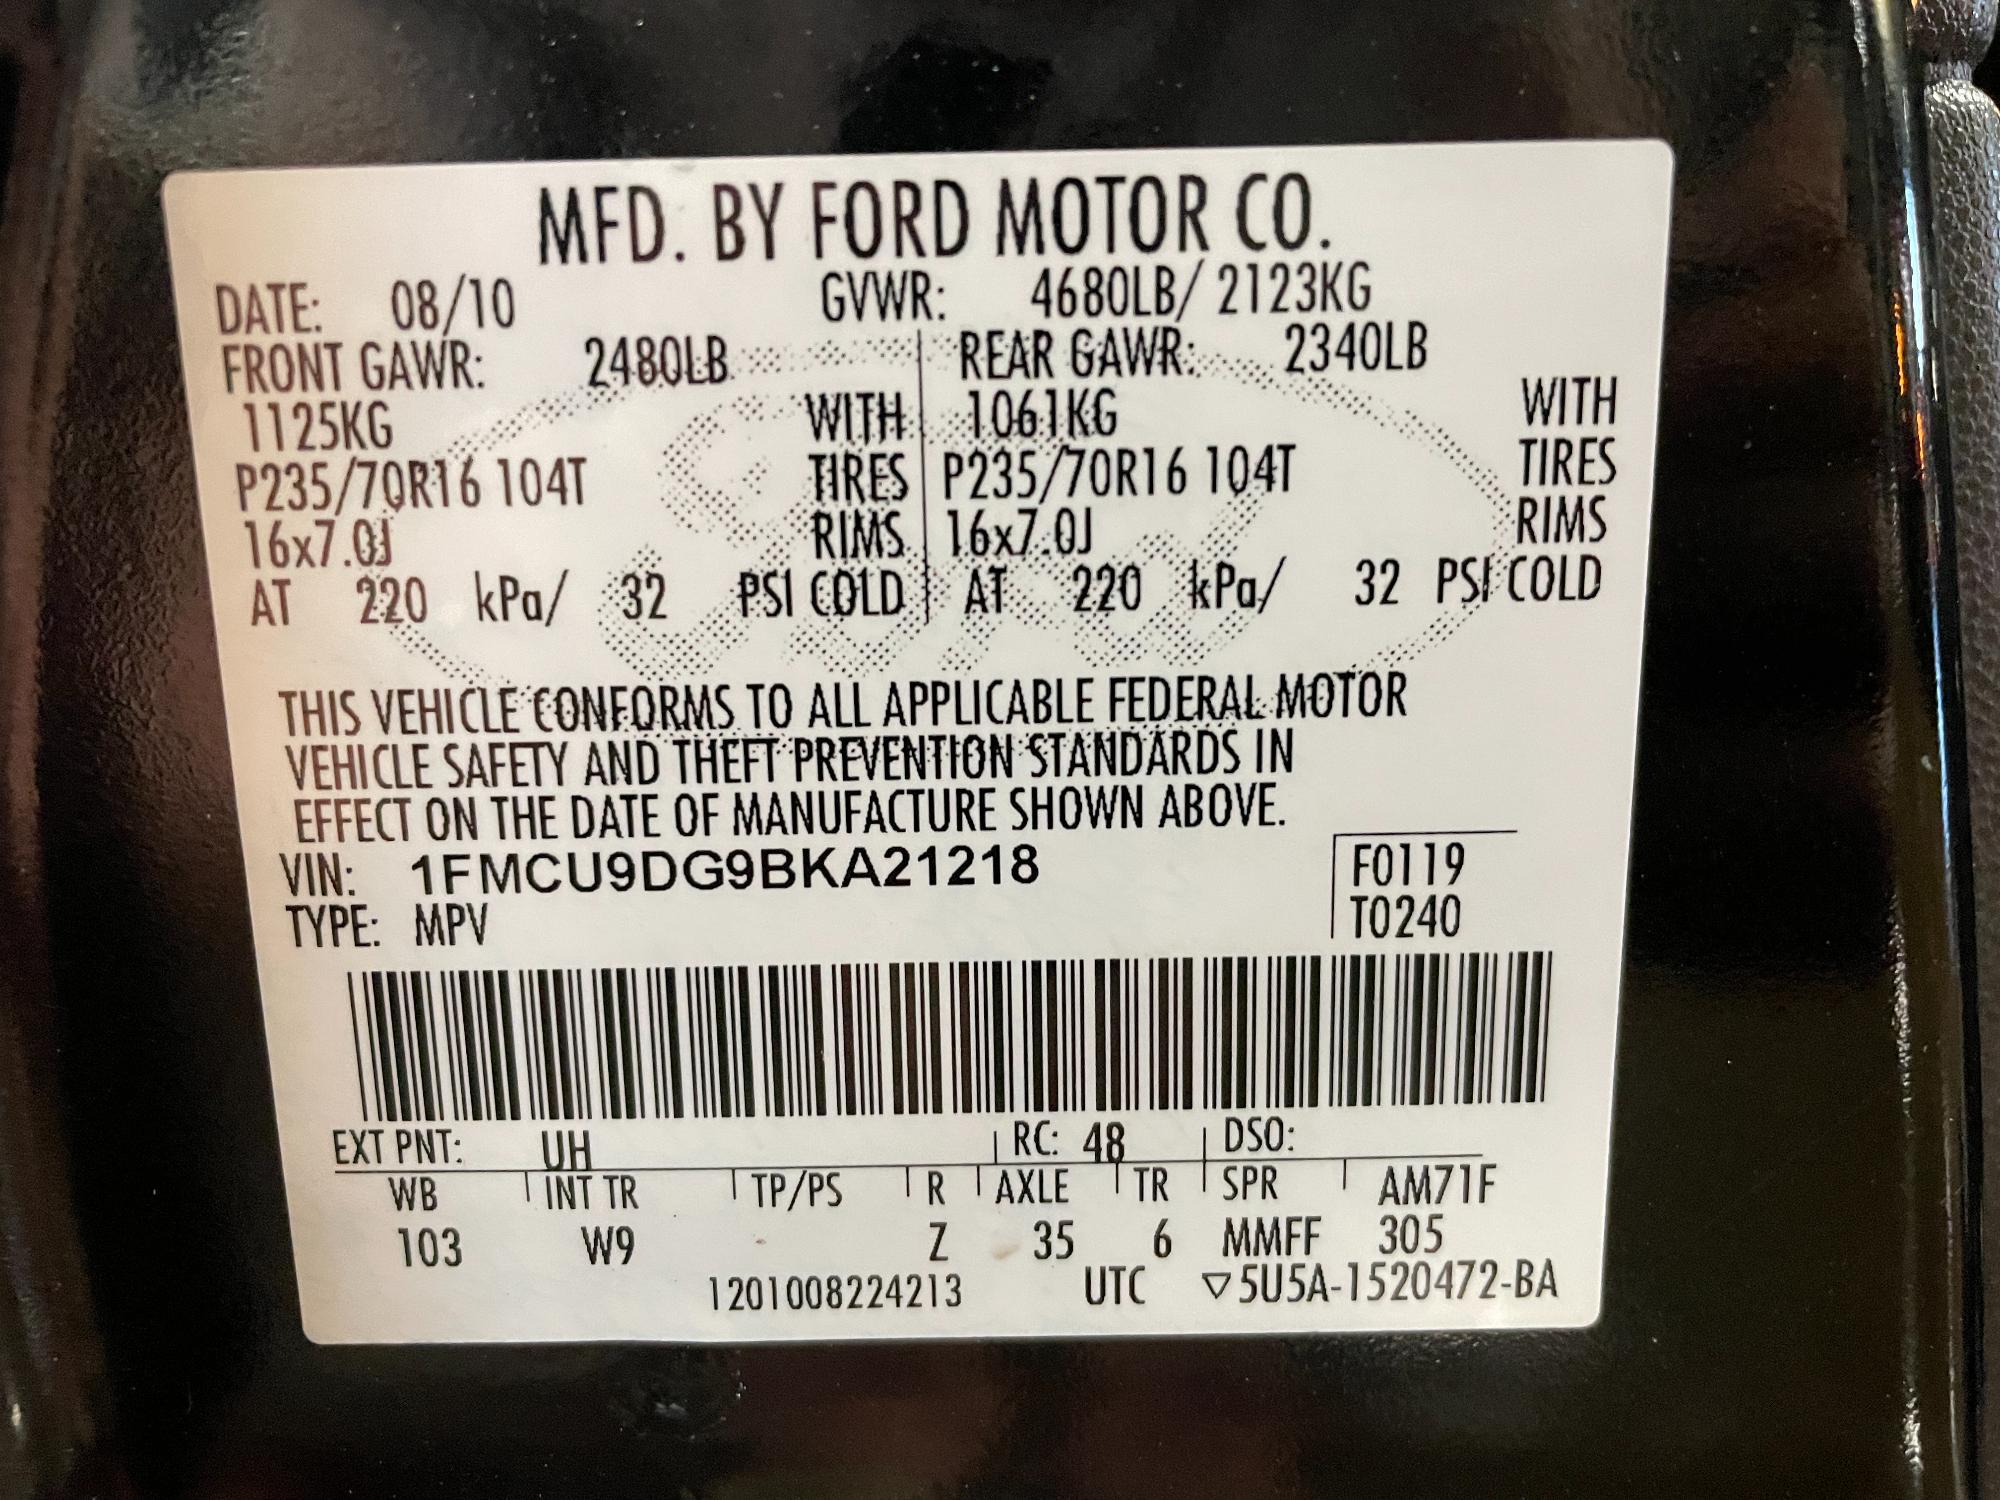 MFD. BY FORD MOTOR CO.
DATE: 08/10 GVWR: 4680LB/ 2123KG
FRONT GAWR: 2480LB REAR GAWR: 2340LB
1125KG WITH 1061KG WITH
P235/70R16 104T TIRES P235/70R16 104T TIRES
16x7.0J RIMS 16x7.0J RIMS
AT 220 kPa/ 32 PSI COLD AT 220 kPa/ 32 PSI COLD
THIS VEHICLE CONFORMS TO ALL APPLICABLE FEDERAL MOTOR
VEHICLE SAFETY AND THEFT PREVENTION STANDARDS IN
EFFECT ON THE DATE OF MANUFACTURE SHOWN ABOVE.
VIN: 1FMCU9DG9BKA21218 F0119
TYPE: MPV T0240
EXT PNT: UH RC: 48 DSO:
WB INT TR TP/PS R AXLE TR SPR AM71F
103 W9 Z 35 6 MMFF 305
1201008224213 UTC ▽5U5A-1520472-BA